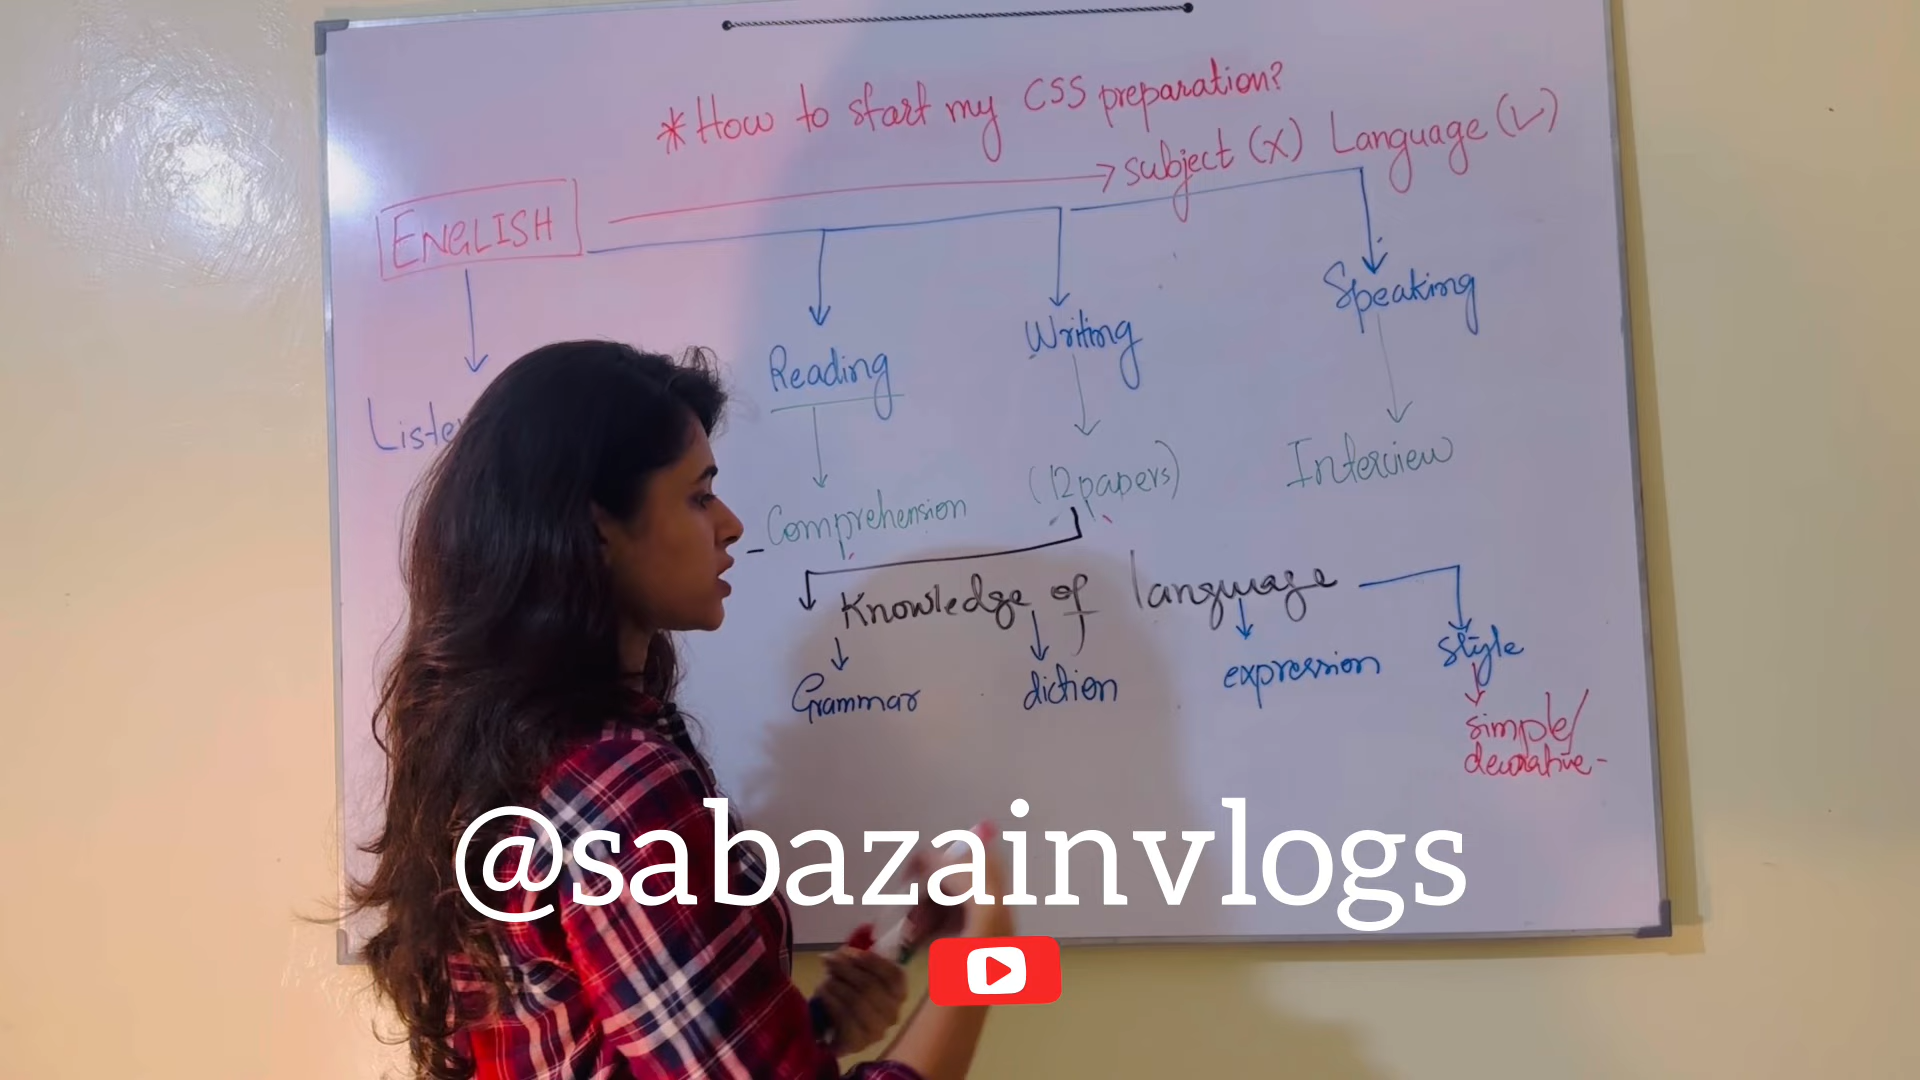 *How to start my CSS preparation?
ENGLISH → subject (X) Language (✓)
Reading Writing Speaking
Comprehension (12 papers) Interview
Knowledge of language
Grammar diction expression style
simple/
decorative-
@sabazainvlogs